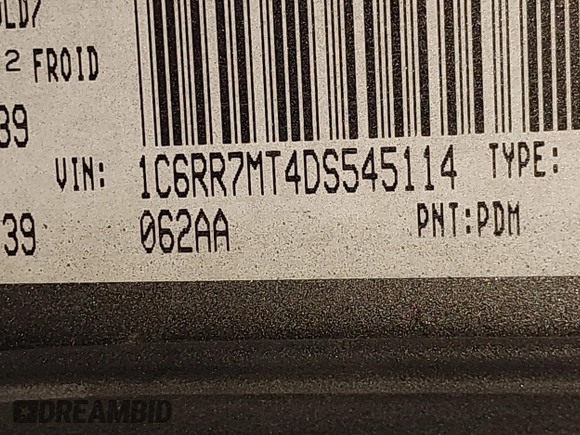 2 FROID
39
VIN: 1C6RR7MT4DS545114 TYPE:
39 062AA PNT:PDM
DREAMBID